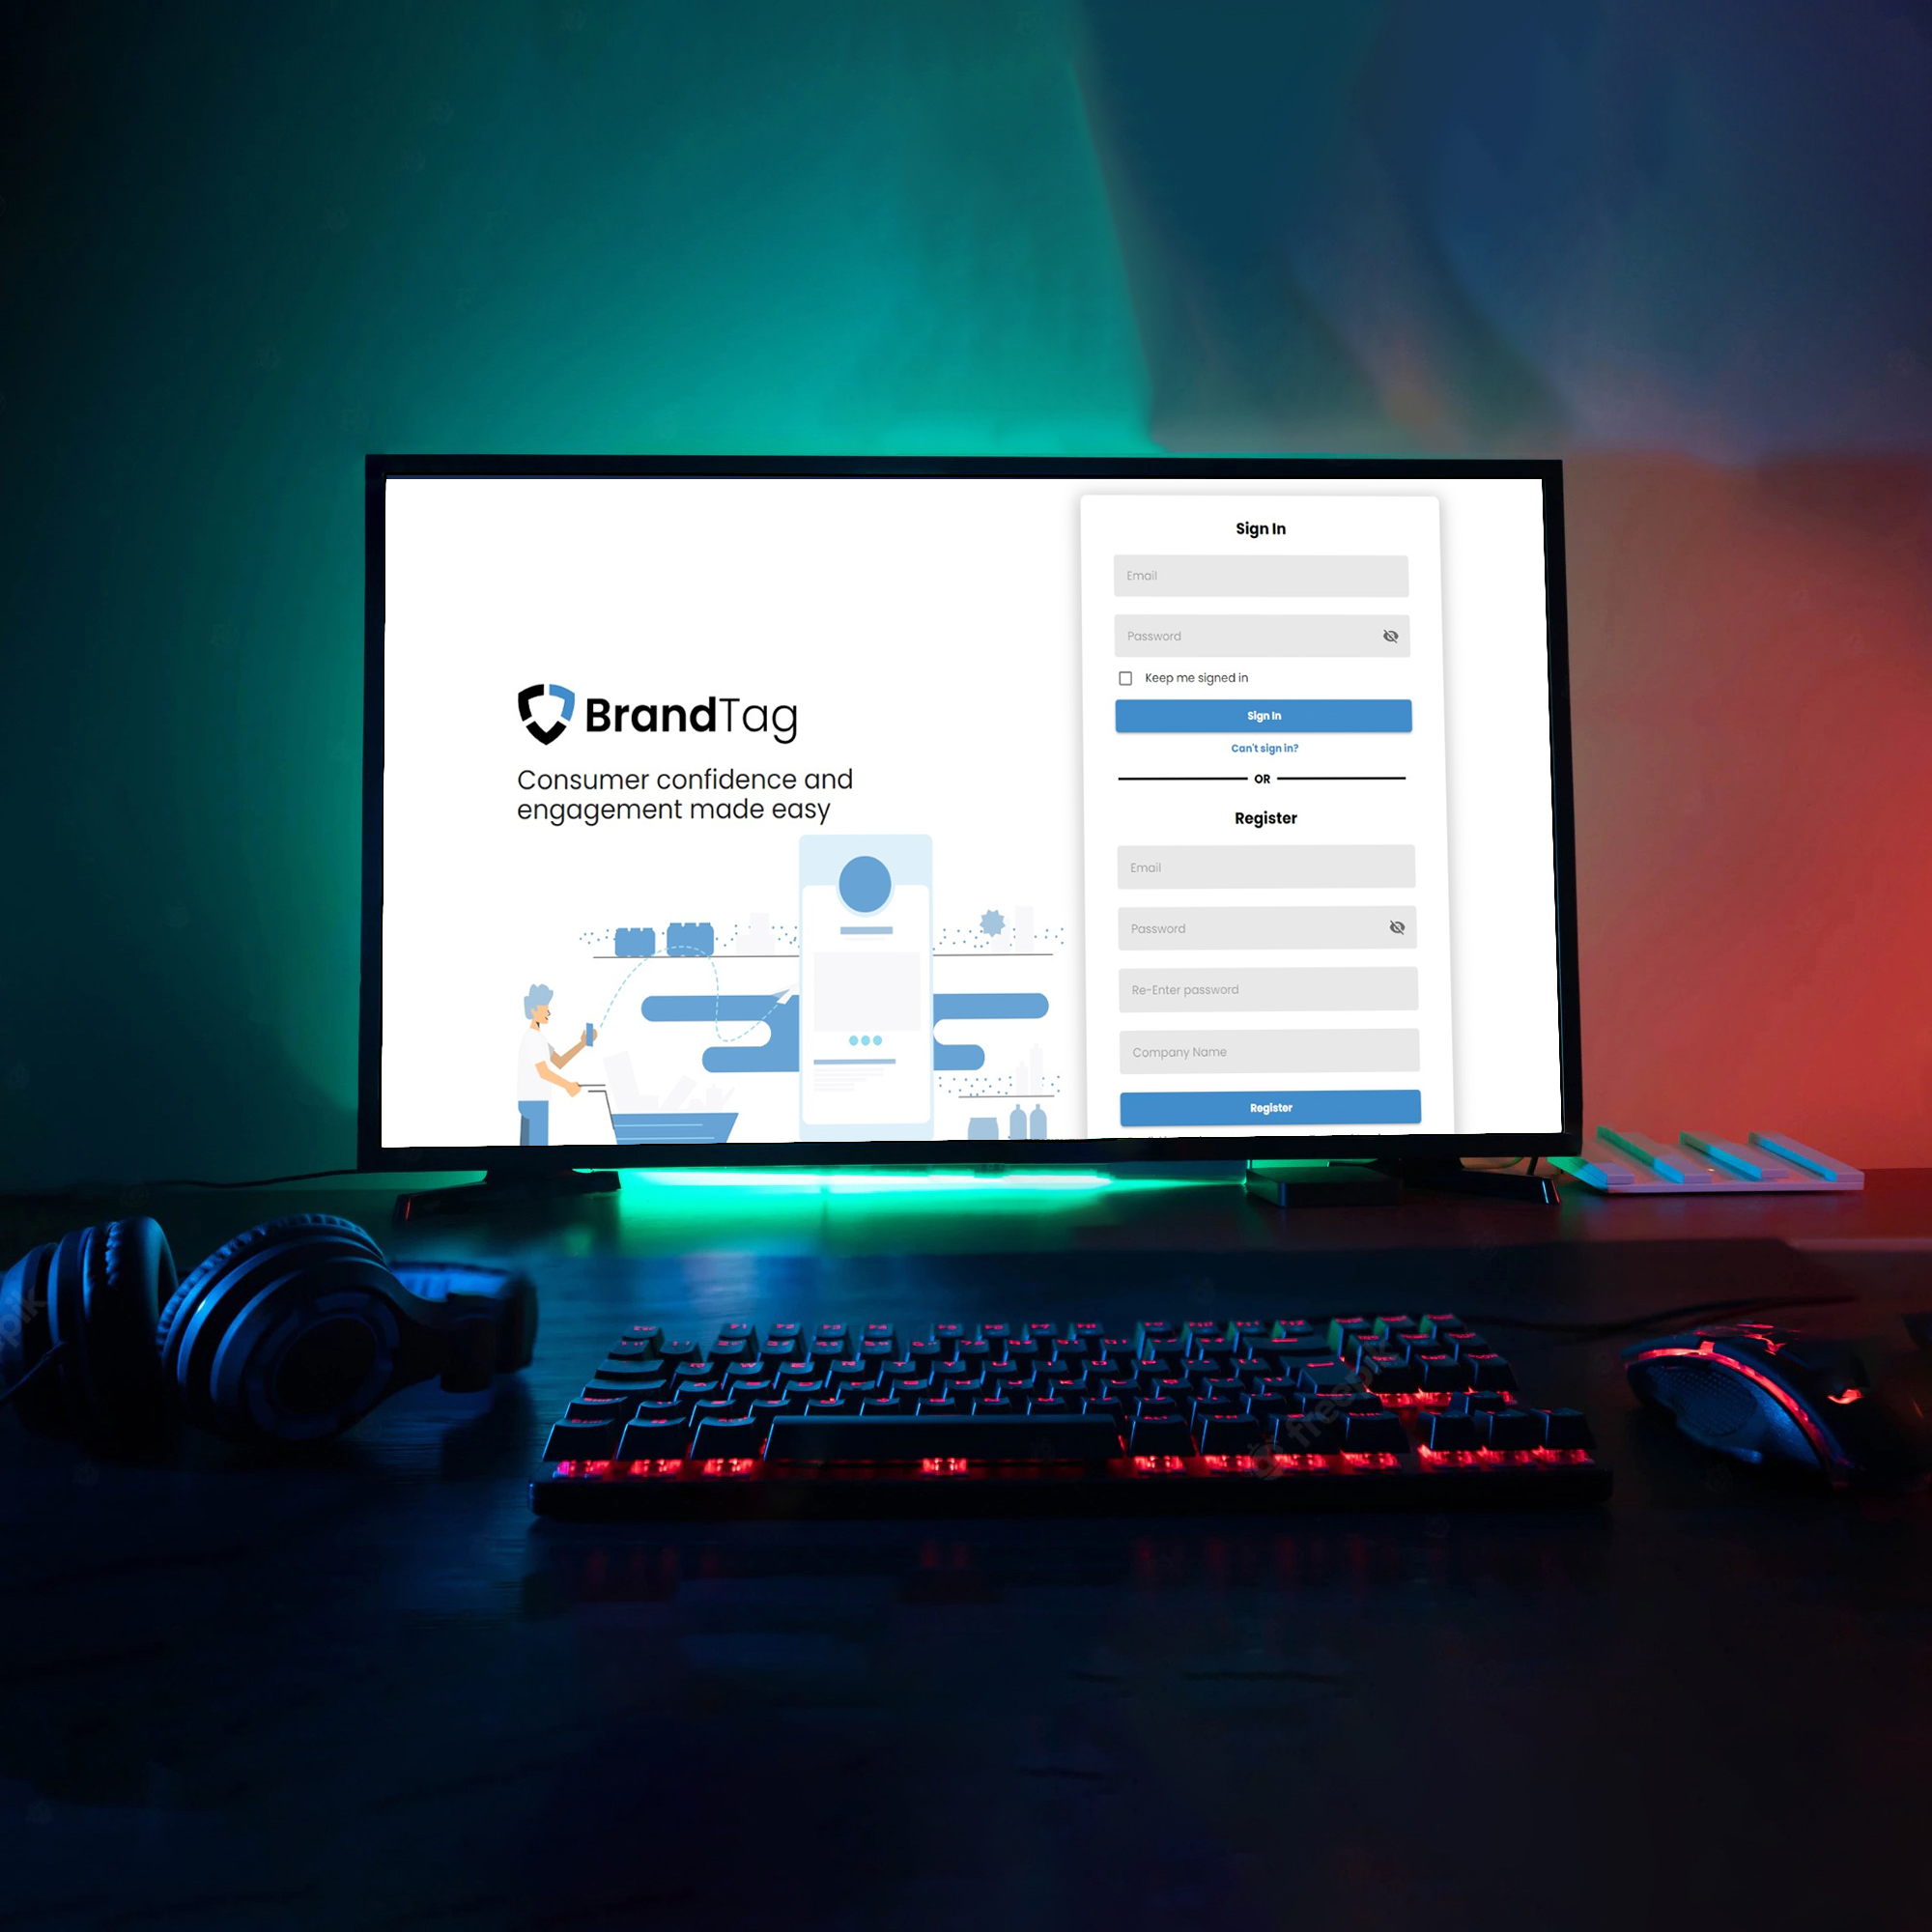 BrandTag
Consumer confidence and
engagement made easy
Sign In
Email
Password
Keep me signed in
Sign In
Can't sign in?
OR
Register
Email
Password
Re-Enter password
Company Name
Register
freepik